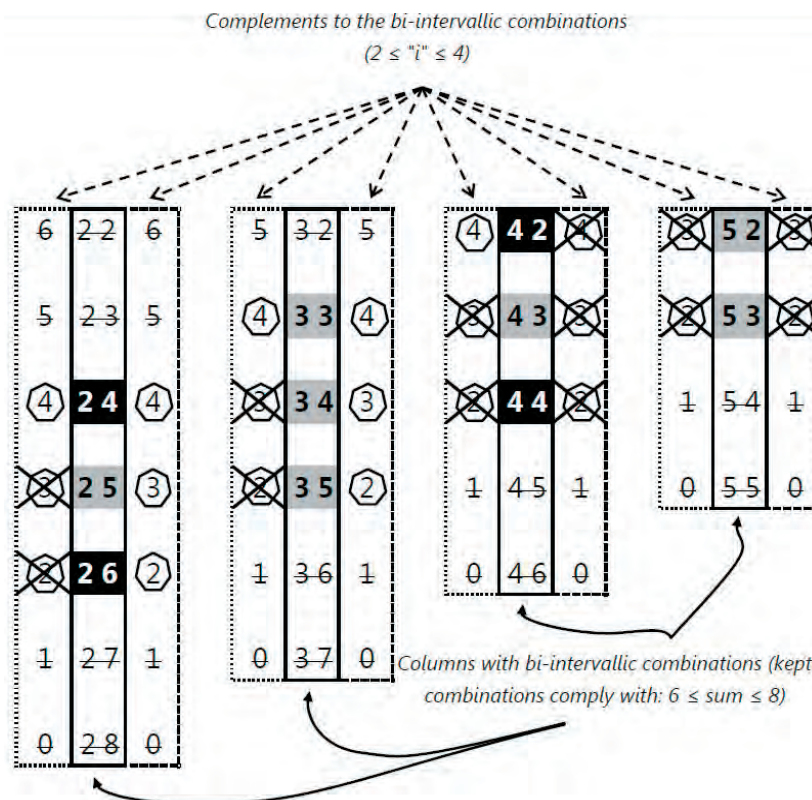 Complements to the bi-intervallic combinations
(2 ≤ "i" ≤ 4)
6 22 6 5 32 5 4 42 4 3 52 3
5 23 5 4 33 4 3 43 3 2 53 2
4 24 4 3 34 3 2 44 2 1 54 1
3 25 3 2 35 2 1 45 1 0 55 0
2 26 2 1 36 1 0 46 0
1 27 1 0 37 0
Columns with bi-intervallic combinations (kept
combinations comply with: 6 ≤ sum ≤ 8)
0 28 0